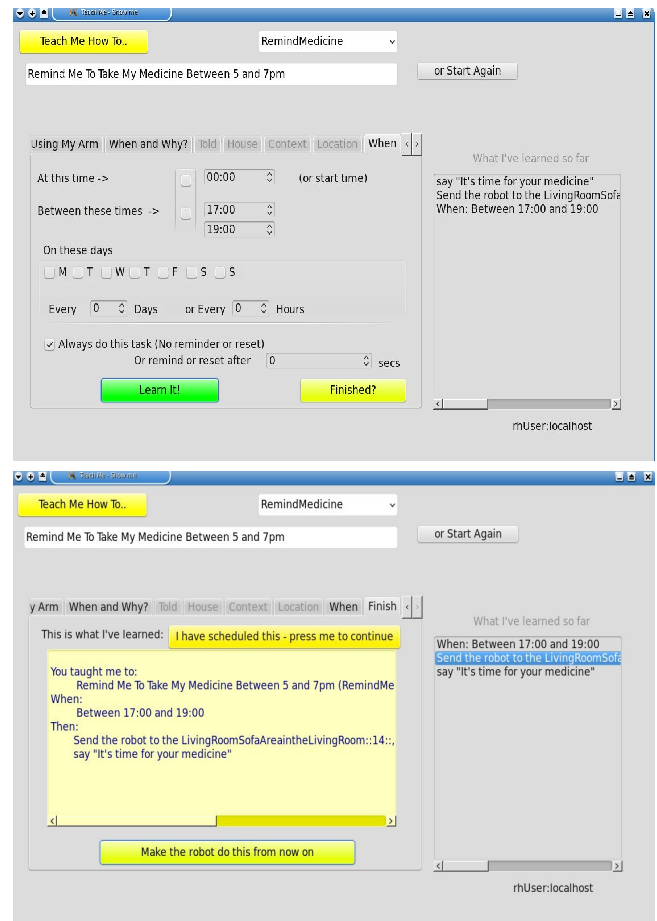 Teach Me - Show me
Teach Me How To..
RemindMedicine
Remind Me To Take My Medicine Between 5 and 7pm
or Start Again
Using My Arm When and Why? Told House Context Location When
What I've learned so far
At this time -> 00:00 (or start time)
say "It's time for your medicine"
Send the robot to the LivingRoomSofa
When: Between 17:00 and 19:00
Between these times -> 17:00
19:00
On these days
M T W T F S S
Every 0 Days or Every 0 Hours
Always do this task (No reminder or reset)
Or remind or reset after 0 secs
Learn It! Finished?
rhUser:localhost
Teach Me - Show me
Teach Me How To..
RemindMedicine
Remind Me To Take My Medicine Between 5 and 7pm
or Start Again
y Arm When and Why? Told House Context Location When Finish
What I've learned so far
This is what I've learned: I have scheduled this - press me to continue
When: Between 17:00 and 19:00
Send the robot to the LivingRoomSofa
say "It's time for your medicine"
You taught me to:
Remind Me To Take My Medicine Between 5 and 7pm (RemindMe
When:
Between 17:00 and 19:00
Then:
Send the robot to the LivingRoomSofaAreaintheLivingRoom::14::,
say "It's time for your medicine"
Make the robot do this from now on
rhUser:localhost